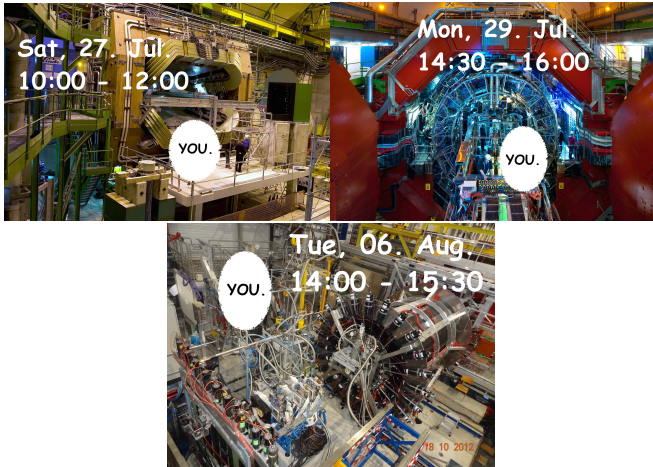 Sat, 27. Jul.
10:00 - 12:00
YOU.
Mon, 29. Jul.
14:30 - 16:00
YOU.
Tue, 06. Aug.
14:00 - 15:30
YOU.
18 10 2012